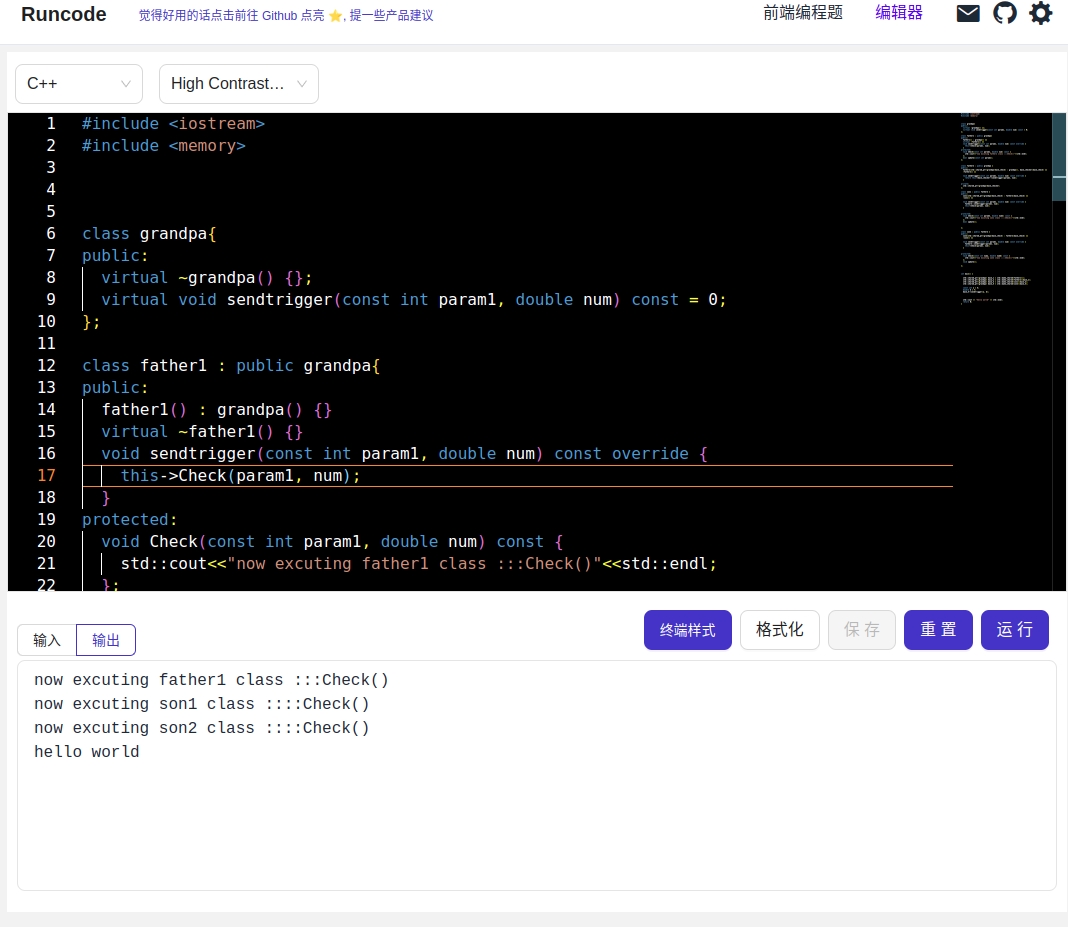 Runcode
觉得好用的话点击前往 Github 点亮 ⭐, 提一些产品建议
前端编程题
编辑器
C++
High Contrast…
1 #include <iostream>
2 #include <memory>
3
4
5
6 class grandpa{
7 public:
8 virtual ~grandpa() {};
9 virtual void sendtrigger(const int param1, double num) const = 0;
10 };
11
12 class father1 : public grandpa{
13 public:
14 father1() : grandpa() {}
15 virtual ~father1() {}
16 void sendtrigger(const int param1, double num) const override {
17 this->Check(param1, num);
18 }
19 protected:
20 void Check(const int param1, double num) const {
21 std::cout<<"now excuting father1 class :::Check()"<<std::endl;
22 };
输入
输出
终端样式
格式化
保 存
重 置
运 行
now excuting father1 class :::Check()
now excuting son1 class ::::Check()
now excuting son2 class ::::Check()
hello world